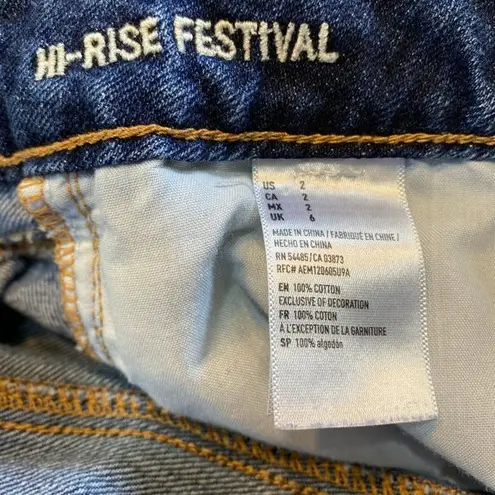 HI-RISE FESTIVAL
US 2
CA 2
MX 2
UK 6
MADE IN CHINA / FABRIQUÉ EN CHINE /
HECHO EN CHINA
RN 54485/CA 03873
RFC# AEM120605U9A
EN 100% COTTON
EXCLUSIVE OF DECORATION
FR 100% COTON
À L'EXCEPTION DE LA GARNITURE
SP 100% algodón